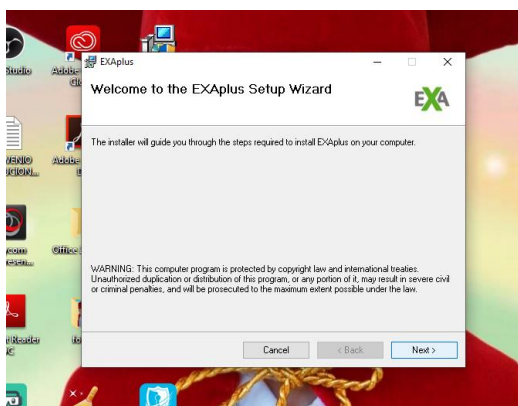 EXAplus
Welcome to the EXAplus Setup Wizard
EXA
The installer will guide you through the steps required to install EXAplus on your computer.
WARNING: This computer program is protected by copyright law and international treaties.
Unauthorized duplication or distribution of this program, or any portion of it, may result in severe civil
or criminal penalties, and will be prosecuted to the maximum extent possible under the law.
Cancel
< Back
Next >
Studio
Adobe
Adobe
Office
Reader